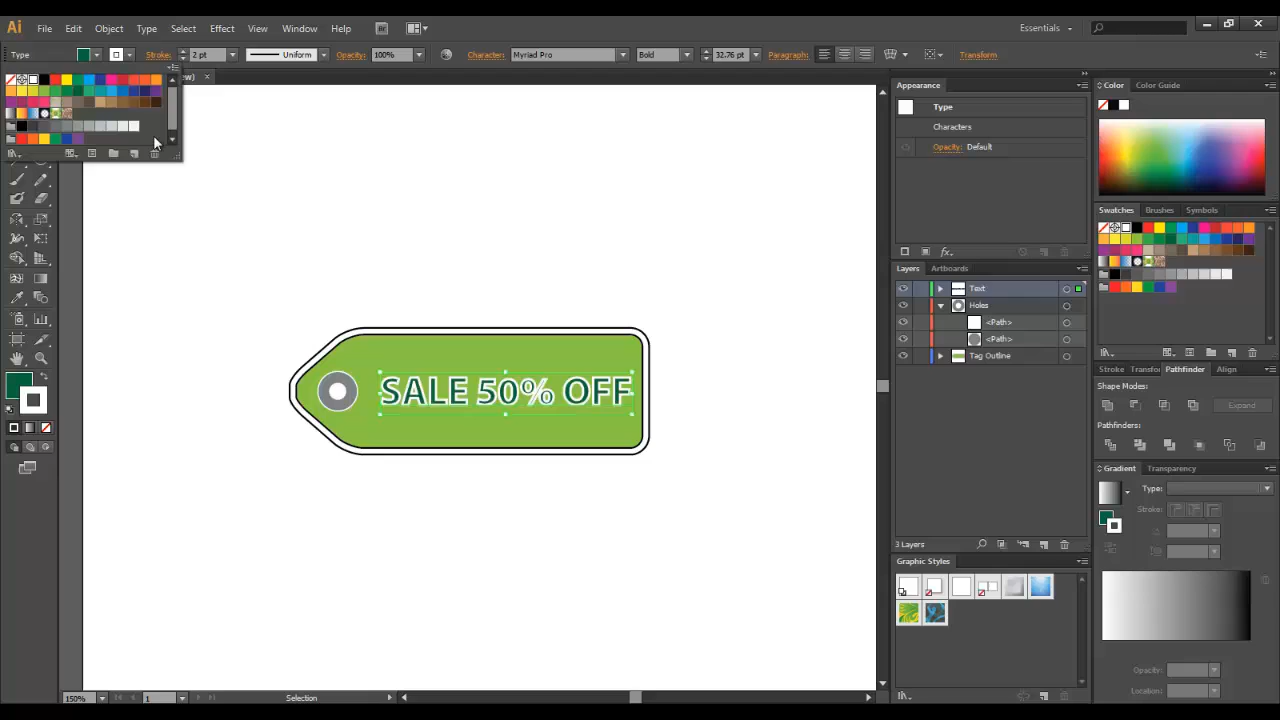 Ai File Edit Object Type Select Effect View Window Help Br Essentials
Type Stroke: 2 pt Uniform Opacity: 100% Character: Myriad Pro Bold 32.76 pt Paragraph: Transform
Appearance
Type
Characters
Opacity: Default
fx
Layers Artboards
Text
Holes
<Path>
<Path>
Tag Outline
3 Layers
Graphic Styles
Color Color Guide
Swatches Brushes Symbols
Stroke Transfor Pathfinder Align
Shape Modes:
Expand
Pathfinders:
Gradient Transparency
Type:
Stroke:
Opacity:
Location:
SALE 50% OFF
150% 1 Selection